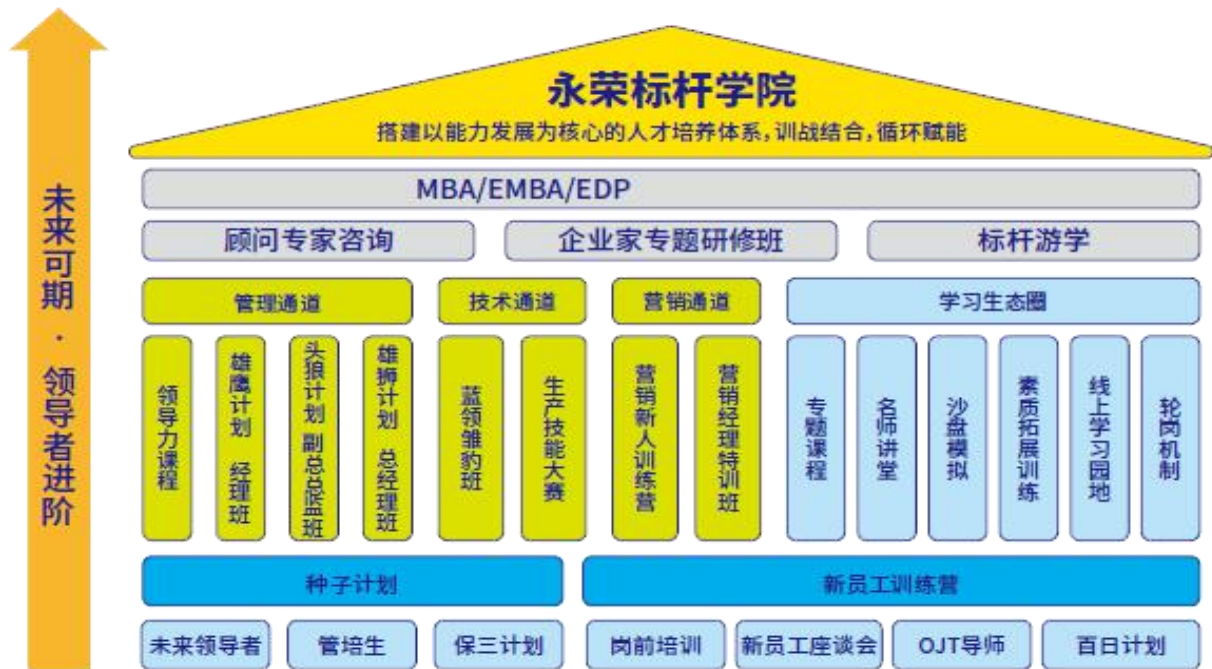 永荣标杆学院
搭建以能力发展为核心的人才培养体系,训战结合,循环赋能
未来可期·领导者进阶
MBA/EMBA/EDP
顾问专家咨询
企业家专题研修班
标杆游学
管理通道
技术通道
营销通道
学习生态圈
领导力课程
雄鹰计划 经理班
头狼计划 副总总监班
雄狮计划 总经理班
蓝领雏豹班
生产技能大赛
营销新人训练营
营销经理特训班
专题课程
名师讲堂
沙盘模拟
素质拓展训练
线上学习园地
轮岗机制
种子计划
新员工训练营
未来领导者
管培生
保三计划
岗前培训
新员工座谈会
OJT导师
百日计划